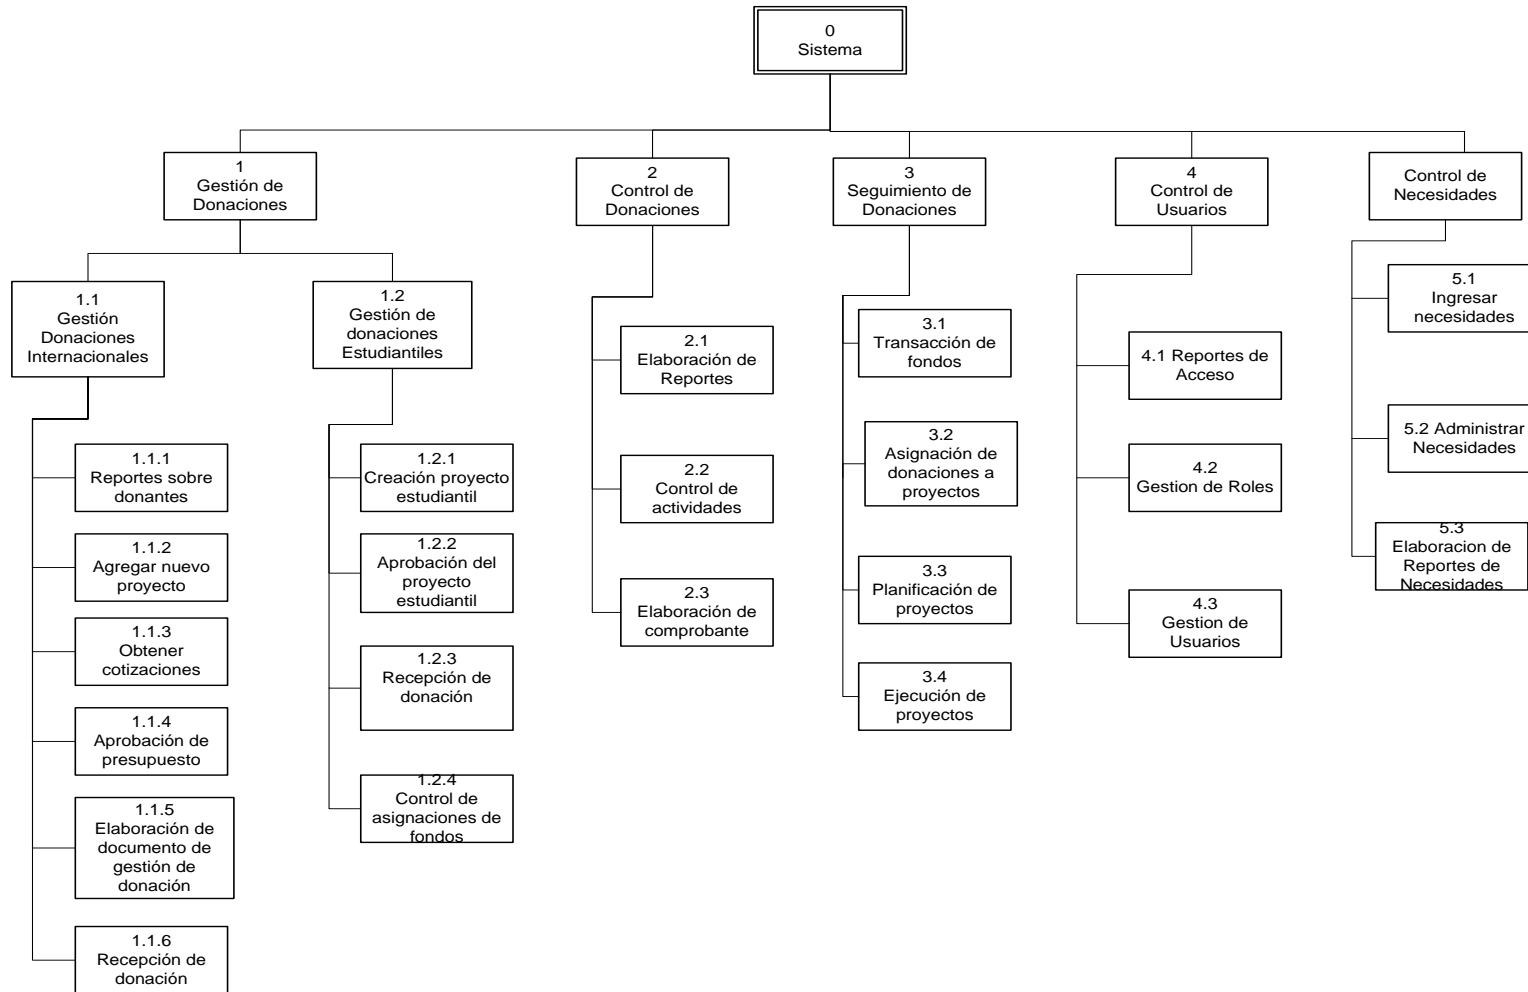 0
Sistema
1
Gestión de
Donaciones
2
Control de
Donaciones
3
Seguimiento de
Donaciones
4
Control de
Usuarios
Control de
Necesidades
1.1
Gestión
Donaciones
Internacionales
1.2
Gestión de
donaciones
Estudiantiles
1.1.1
Reportes sobre
donantes
1.1.2
Agregar nuevo
proyecto
1.1.3
Obtener
cotizaciones
1.1.4
Aprobación de
presupuesto
1.1.5
Elaboración de
documento de
gestión de
donación
1.1.6
Recepción de
donación
1.2.1
Creación proyecto
estudiantil
1.2.2
Aprobación del
proyecto
estudiantil
1.2.3
Recepción de
donación
1.2.4
Control de
asignaciones de
fondos
2.1
Elaboración de
Reportes
2.2
Control de
actividades
2.3
Elaboración de
comprobante
3.1
Transacción de
fondos
3.2
Asignación de
donaciones a
proyectos
3.3
Planificación de
proyectos
3.4
Ejecución de
proyectos
4.1 Reportes de
Acceso
4.2
Gestion de Roles
4.3
Gestion de
Usuarios
5.1
Ingresar
necesidades
5.2 Administrar
Necesidades
5.3
Elaboracion de
Reportes de
Necesidades